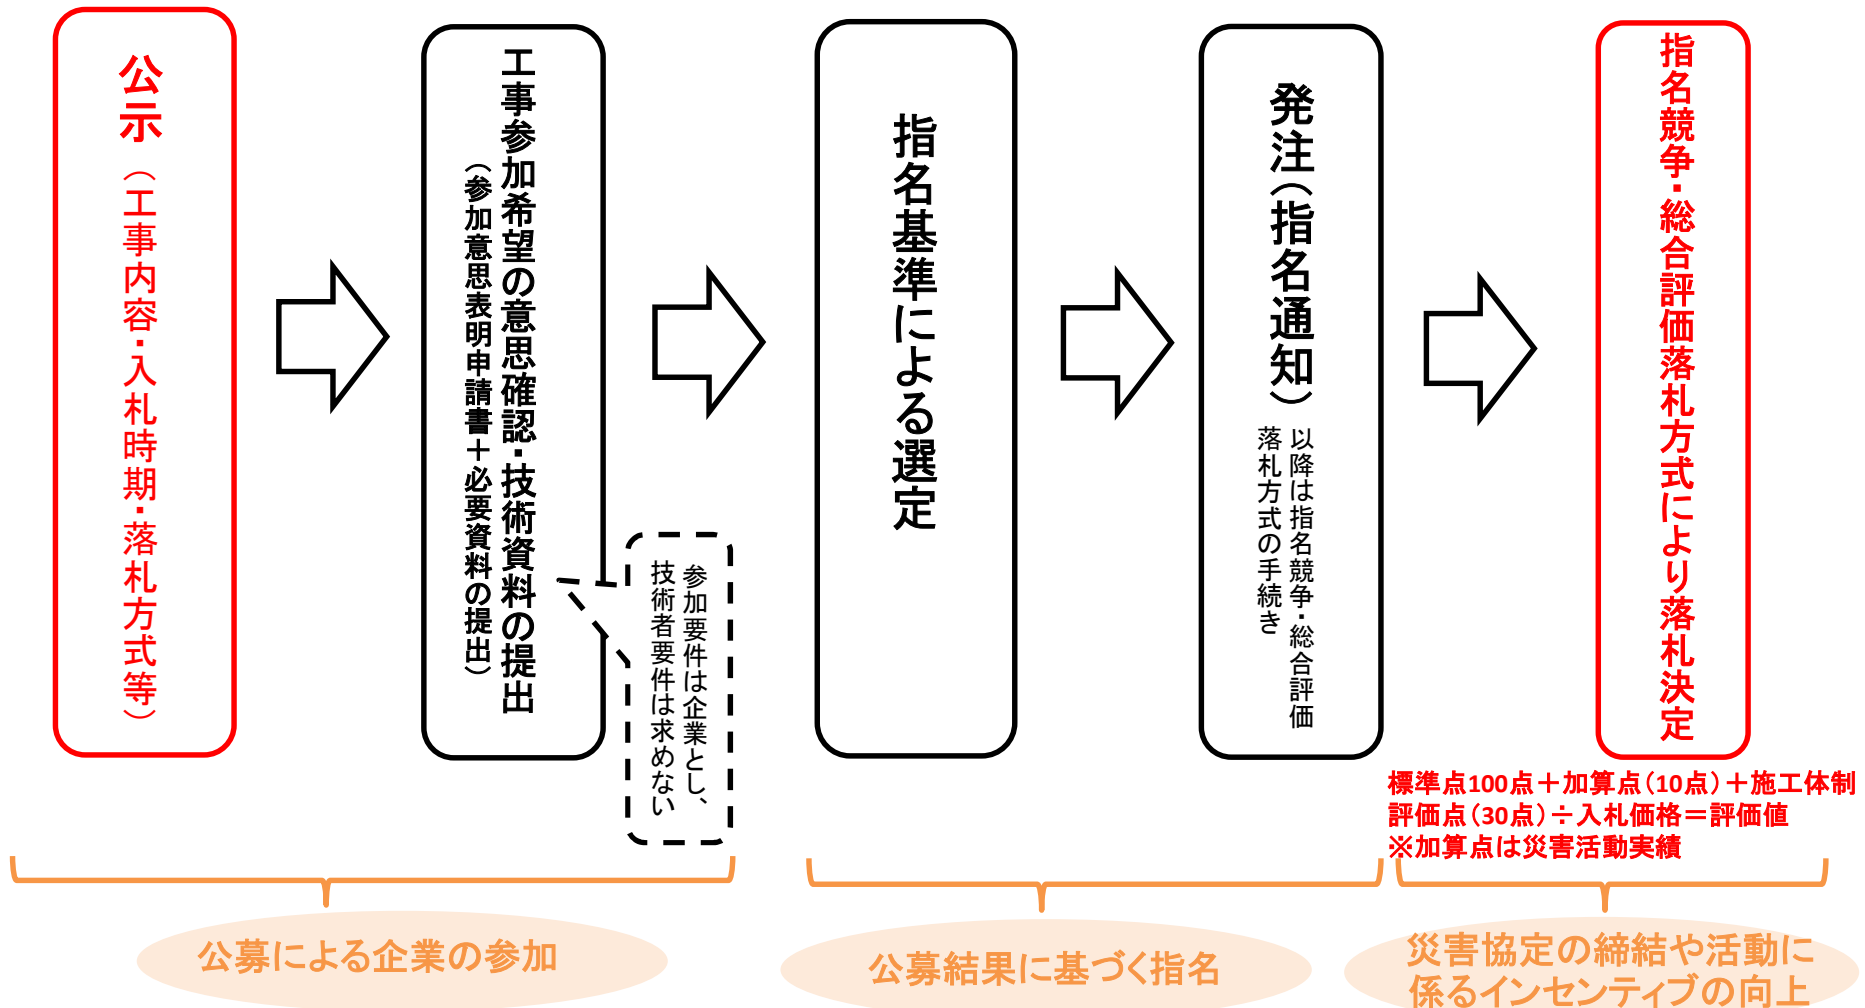 公示（工事内容・入札時期・落札方式等）
工事参加希望の意思確認・技術資料の提出
（参加意思表明申請書＋必要資料の提出）
参加要件は企業とし、
技術者要件は求めない
指名基準による選定
発注（指名通知）
以降は指名競争・総合評価
落札方式の手続き
指名競争・総合評価落札方式により落札決定
標準点100点＋加算点（10点）＋施工体制
評価点（30点）÷入札価格＝評価値
※加算点は災害活動実績
公募による企業の参加
公募結果に基づく指名
災害協定の締結や活動に
係るインセンティブの向上